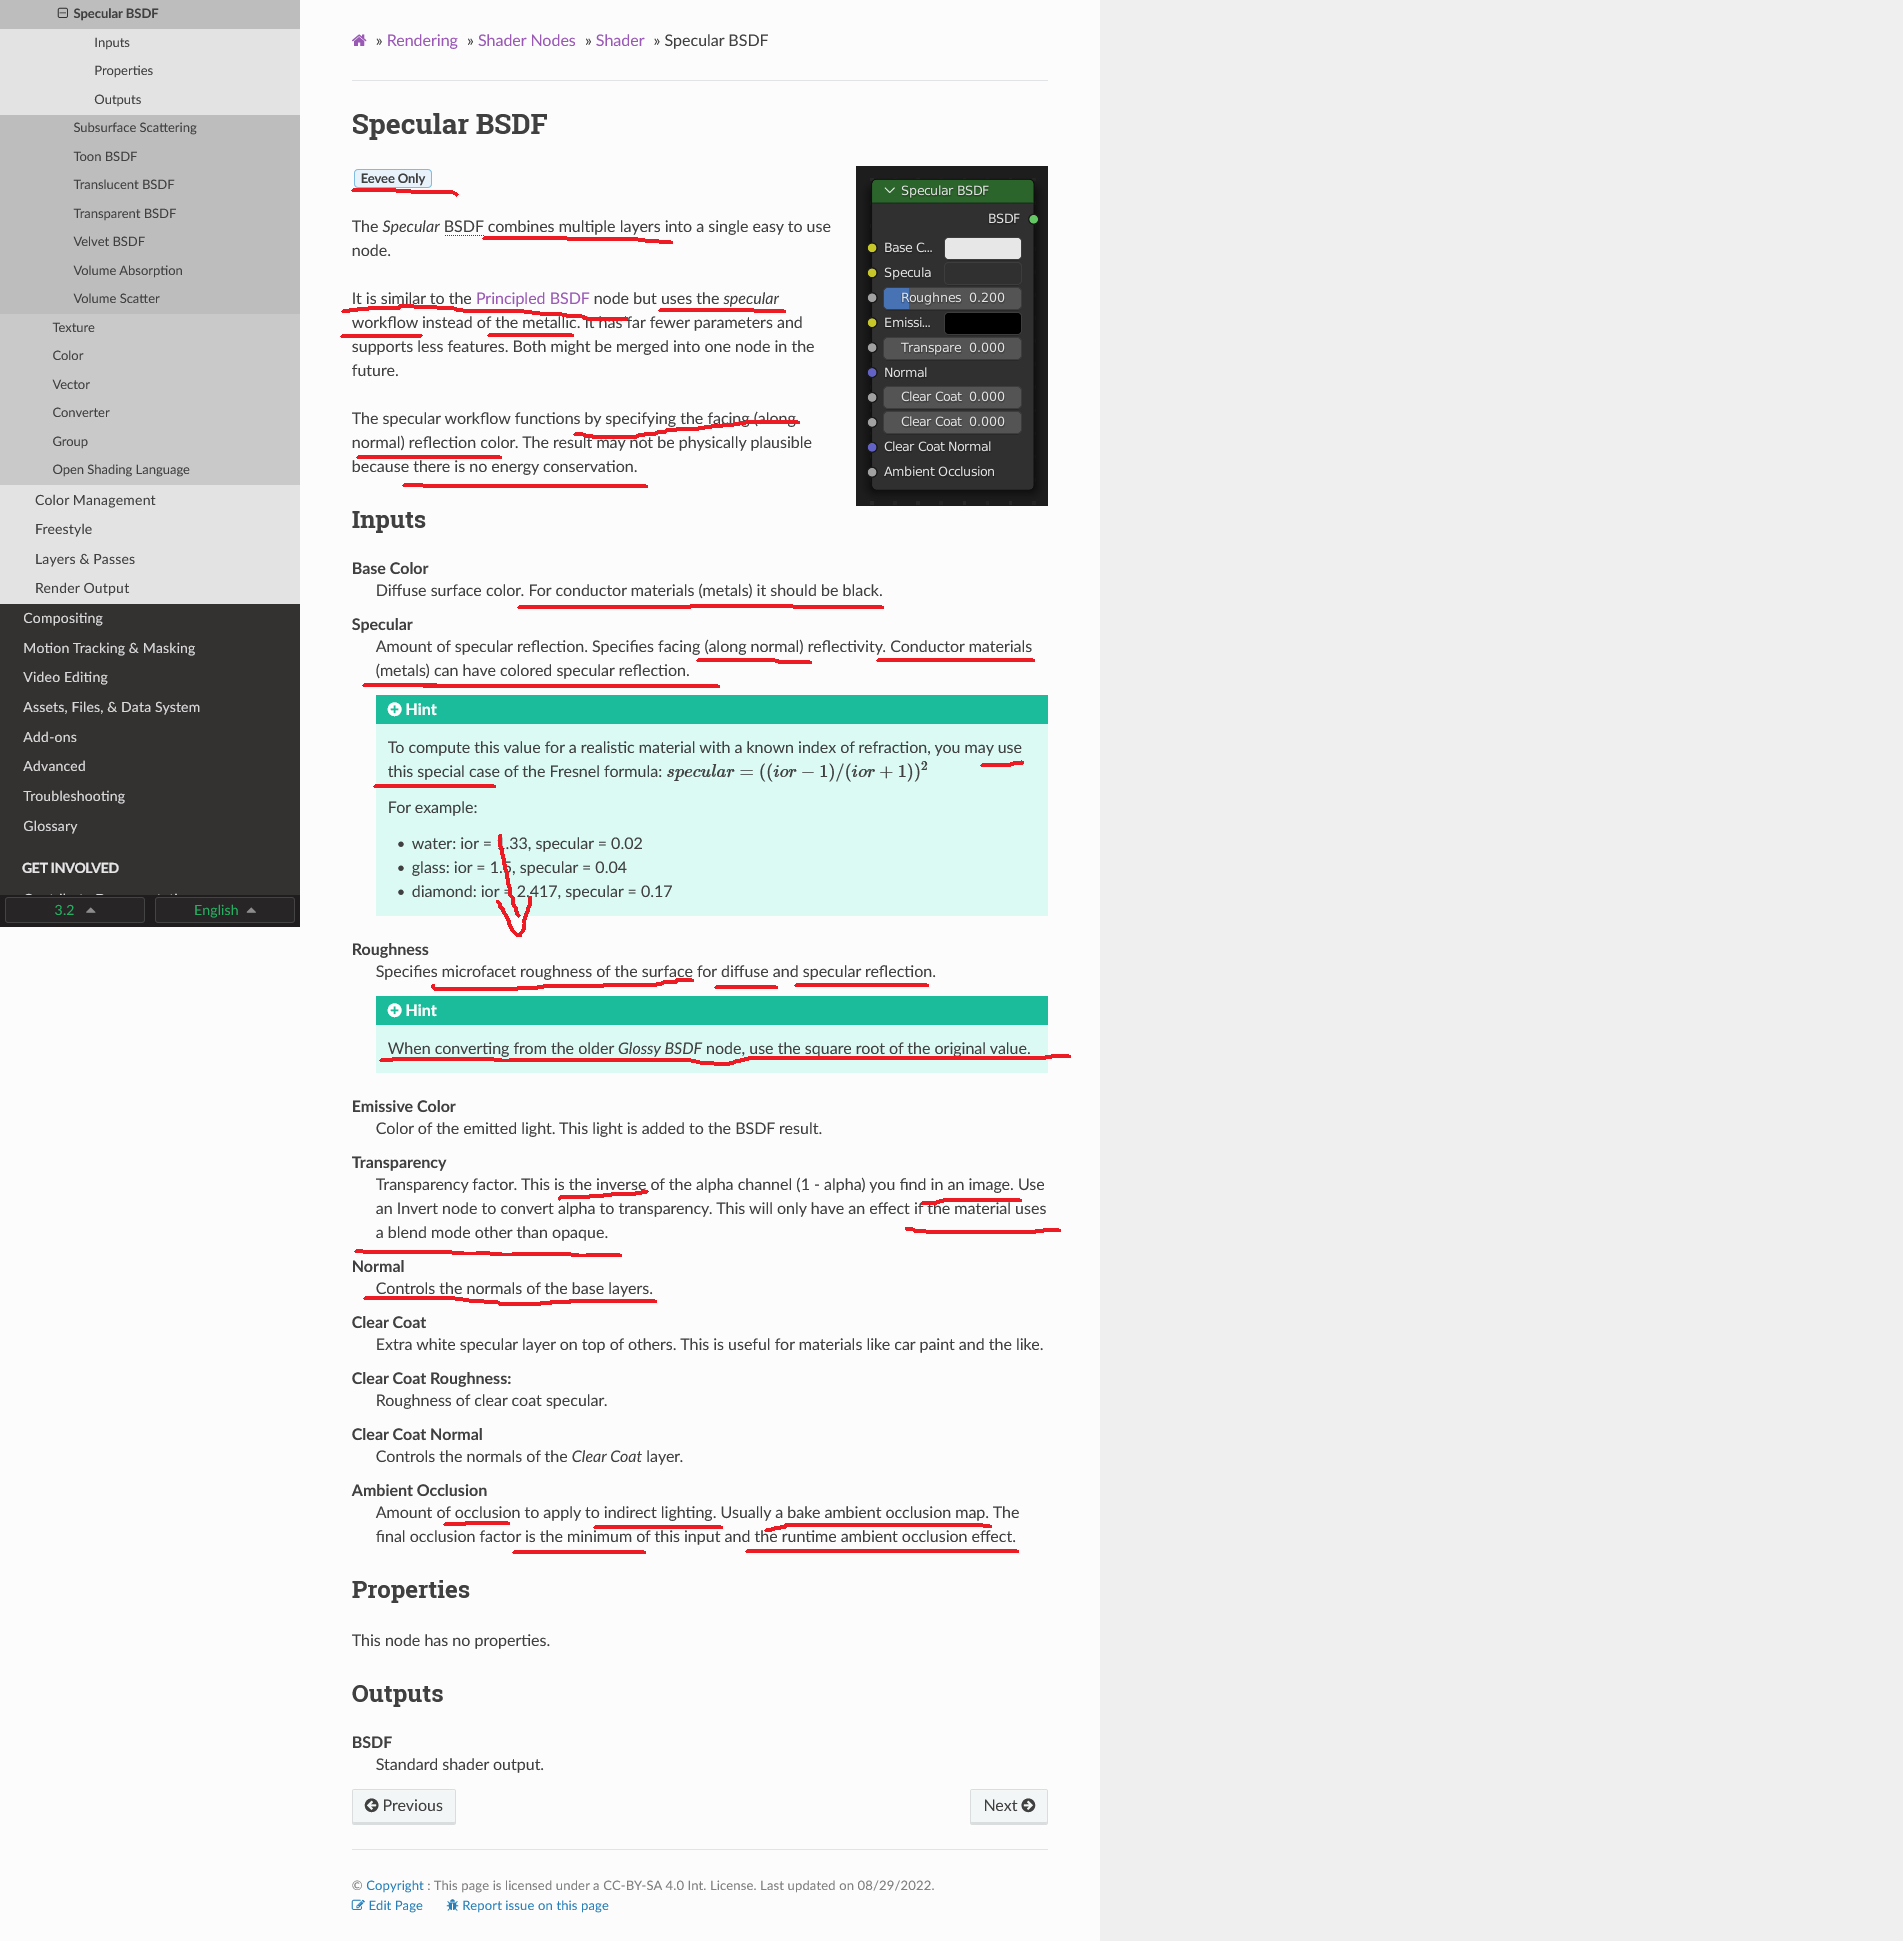 Specular BSDF
Inputs
Properties
Outputs
Subsurface Scattering
Toon BSDF
Translucent BSDF
Transparent BSDF
Velvet BSDF
Volume Absorption
Volume Scatter
Texture
Color
Vector
Converter
Group
Open Shading Language
Color Management
Freestyle
Layers & Passes
Render Output
Compositing
Motion Tracking & Masking
Video Editing
Assets, Files, & Data System
Add-ons
Advanced
Troubleshooting
Glossary
GET INVOLVED
3.2 English
» Rendering » Shader Nodes » Shader » Specular BSDF
Specular BSDF
Eevee Only
The Specular BSDF combines multiple layers into a single easy to use
node.
It is similar to the Principled BSDF node but uses the specular
workflow instead of the metallic. It has far fewer parameters and
supports less features. Both might be merged into one node in the
future.
The specular workflow functions by specifying the facing (along
normal) reflection color. The result may not be physically plausible
because there is no energy conservation.
Specular BSDF
BSDF
Base C...
Specula
Roughnes 0.200
Emissi...
Transpare 0.000
Normal
Clear Coat 0.000
Clear Coat 0.000
Clear Coat Normal
Ambient Occlusion
Inputs
Base Color
Diffuse surface color. For conductor materials (metals) it should be black.
Specular
Amount of specular reflection. Specifies facing (along normal) reflectivity. Conductor materials
(metals) can have colored specular reflection.
Hint
To compute this value for a realistic material with a known index of refraction, you may use
this special case of the Fresnel formula: specular = ((ior − 1)/(ior + 1))²
For example:
• water: ior = 1.33, specular = 0.02
• glass: ior = 1.5, specular = 0.04
• diamond: ior = 2.417, specular = 0.17
Roughness
Specifies microfacet roughness of the surface for diffuse and specular reflection.
Hint
When converting from the older Glossy BSDF node, use the square root of the original value.
Emissive Color
Color of the emitted light. This light is added to the BSDF result.
Transparency
Transparency factor. This is the inverse of the alpha channel (1 - alpha) you find in an image. Use
an Invert node to convert alpha to transparency. This will only have an effect if the material uses
a blend mode other than opaque.
Normal
Controls the normals of the base layers.
Clear Coat
Extra white specular layer on top of others. This is useful for materials like car paint and the like.
Clear Coat Roughness:
Roughness of clear coat specular.
Clear Coat Normal
Controls the normals of the Clear Coat layer.
Ambient Occlusion
Amount of occlusion to apply to indirect lighting. Usually a bake ambient occlusion map. The
final occlusion factor is the minimum of this input and the runtime ambient occlusion effect.
Properties
This node has no properties.
Outputs
BSDF
Standard shader output.
Previous Next
© Copyright : This page is licensed under a CC-BY-SA 4.0 Int. License. Last updated on 08/29/2022.
Edit Page Report issue on this page